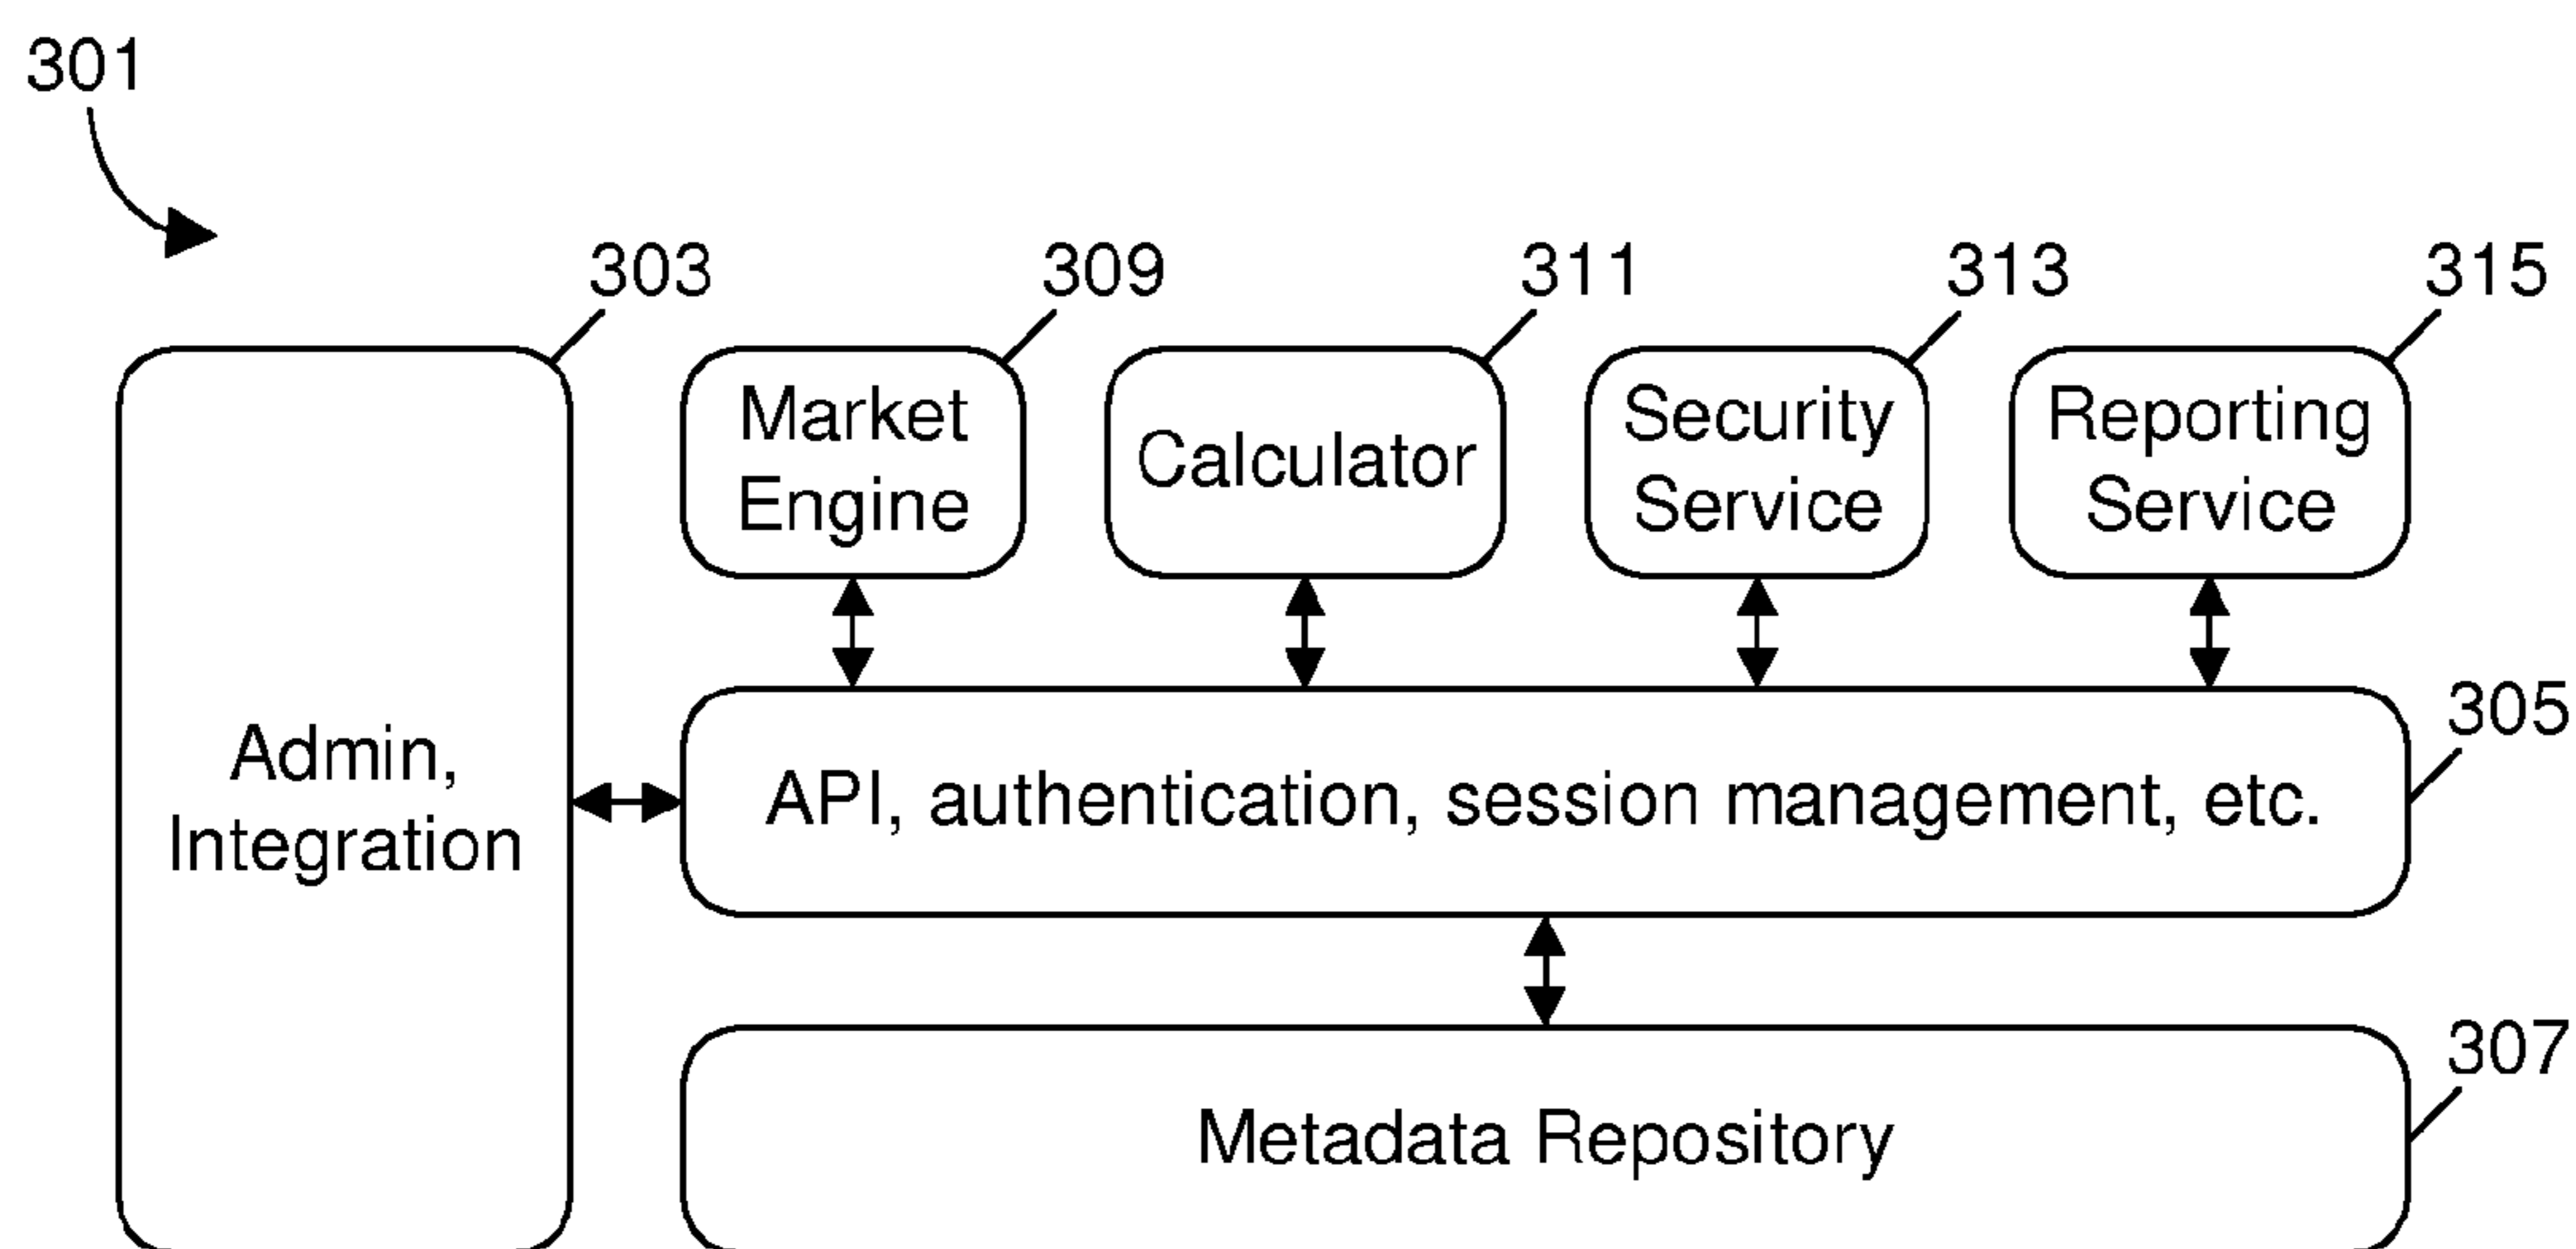 301
303
309
311
313
315
Market
Engine
Calculator
Security
Service
Reporting
Service
305
Admin,
Integration
API, authentication, session management, etc.
307
Metadata Repository